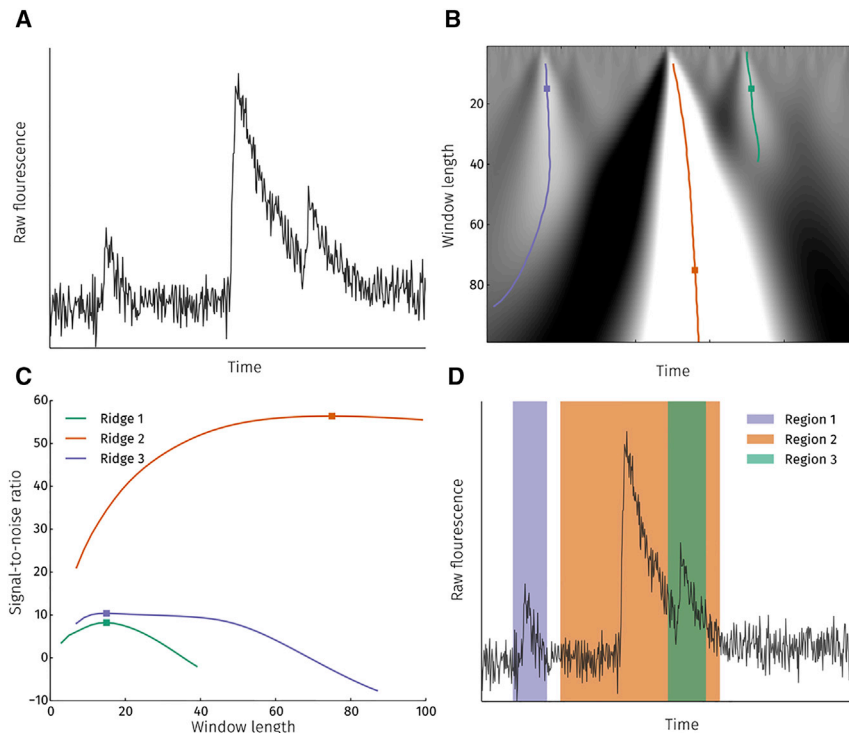 A
Raw flourescence
Time
B
Window length
20
40
60
80
Time
C
Signal-to-noise ratio
60
50
40
30
20
10
0
−10
Ridge 1
Ridge 2
Ridge 3
0
20
40
60
80
100
Window length
D
Raw flourescence
Region 1
Region 2
Region 3
Time